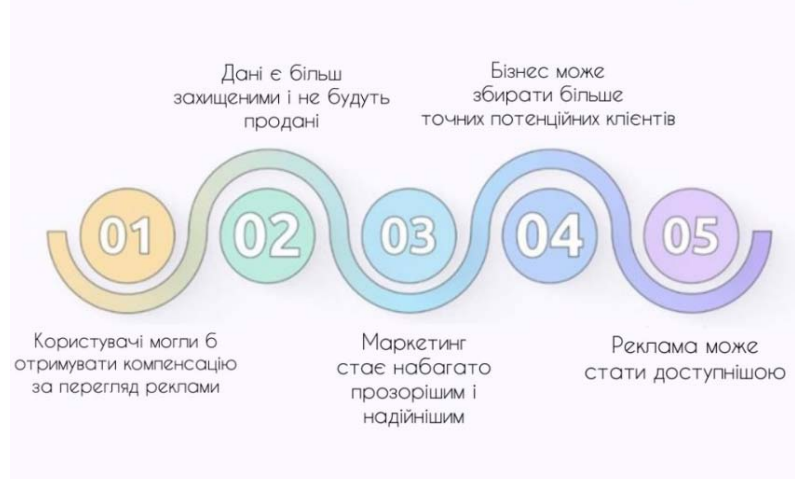 Дані є більш
захищеними і не будуть
продані
Бізнес може
збирати більше
точних потенційних клієнтів
01
02
03
04
05
Користувачі могли б
отримувати компенсацію
за перегляд реклами
Маркетинг
стає набагато
прозорішим і
надійнішим
Реклама може
стати доступнішою